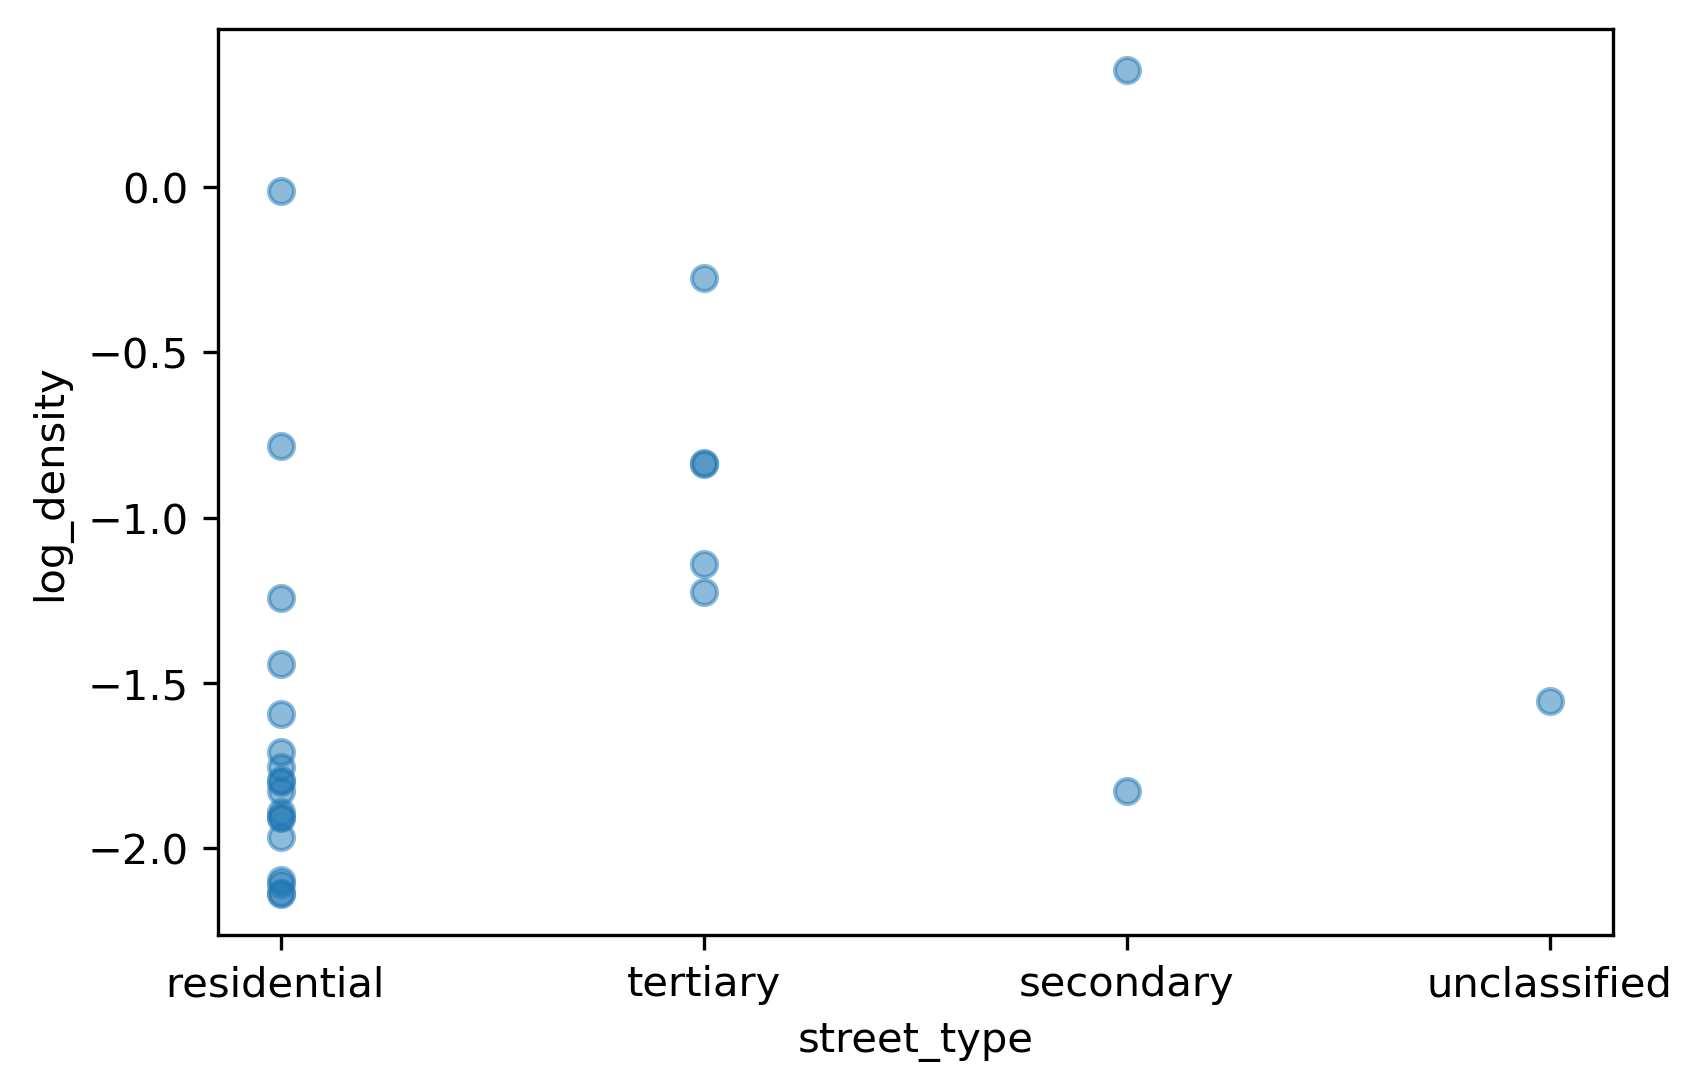 0.0
−0.5
−1.0
−1.5
−2.0
log_density
residential
tertiary
secondary
unclassified
street_type